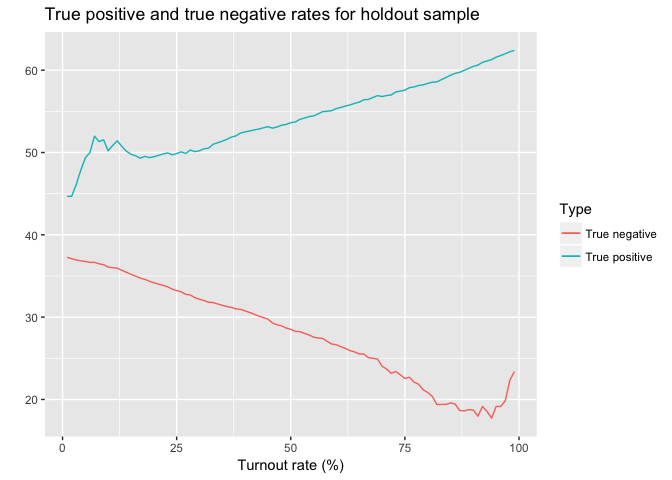 True positive and true negative rates for holdout sample
60
50
40
30
20
0 25 50 75 100
Turnout rate (%)
Type
True negative
True positive